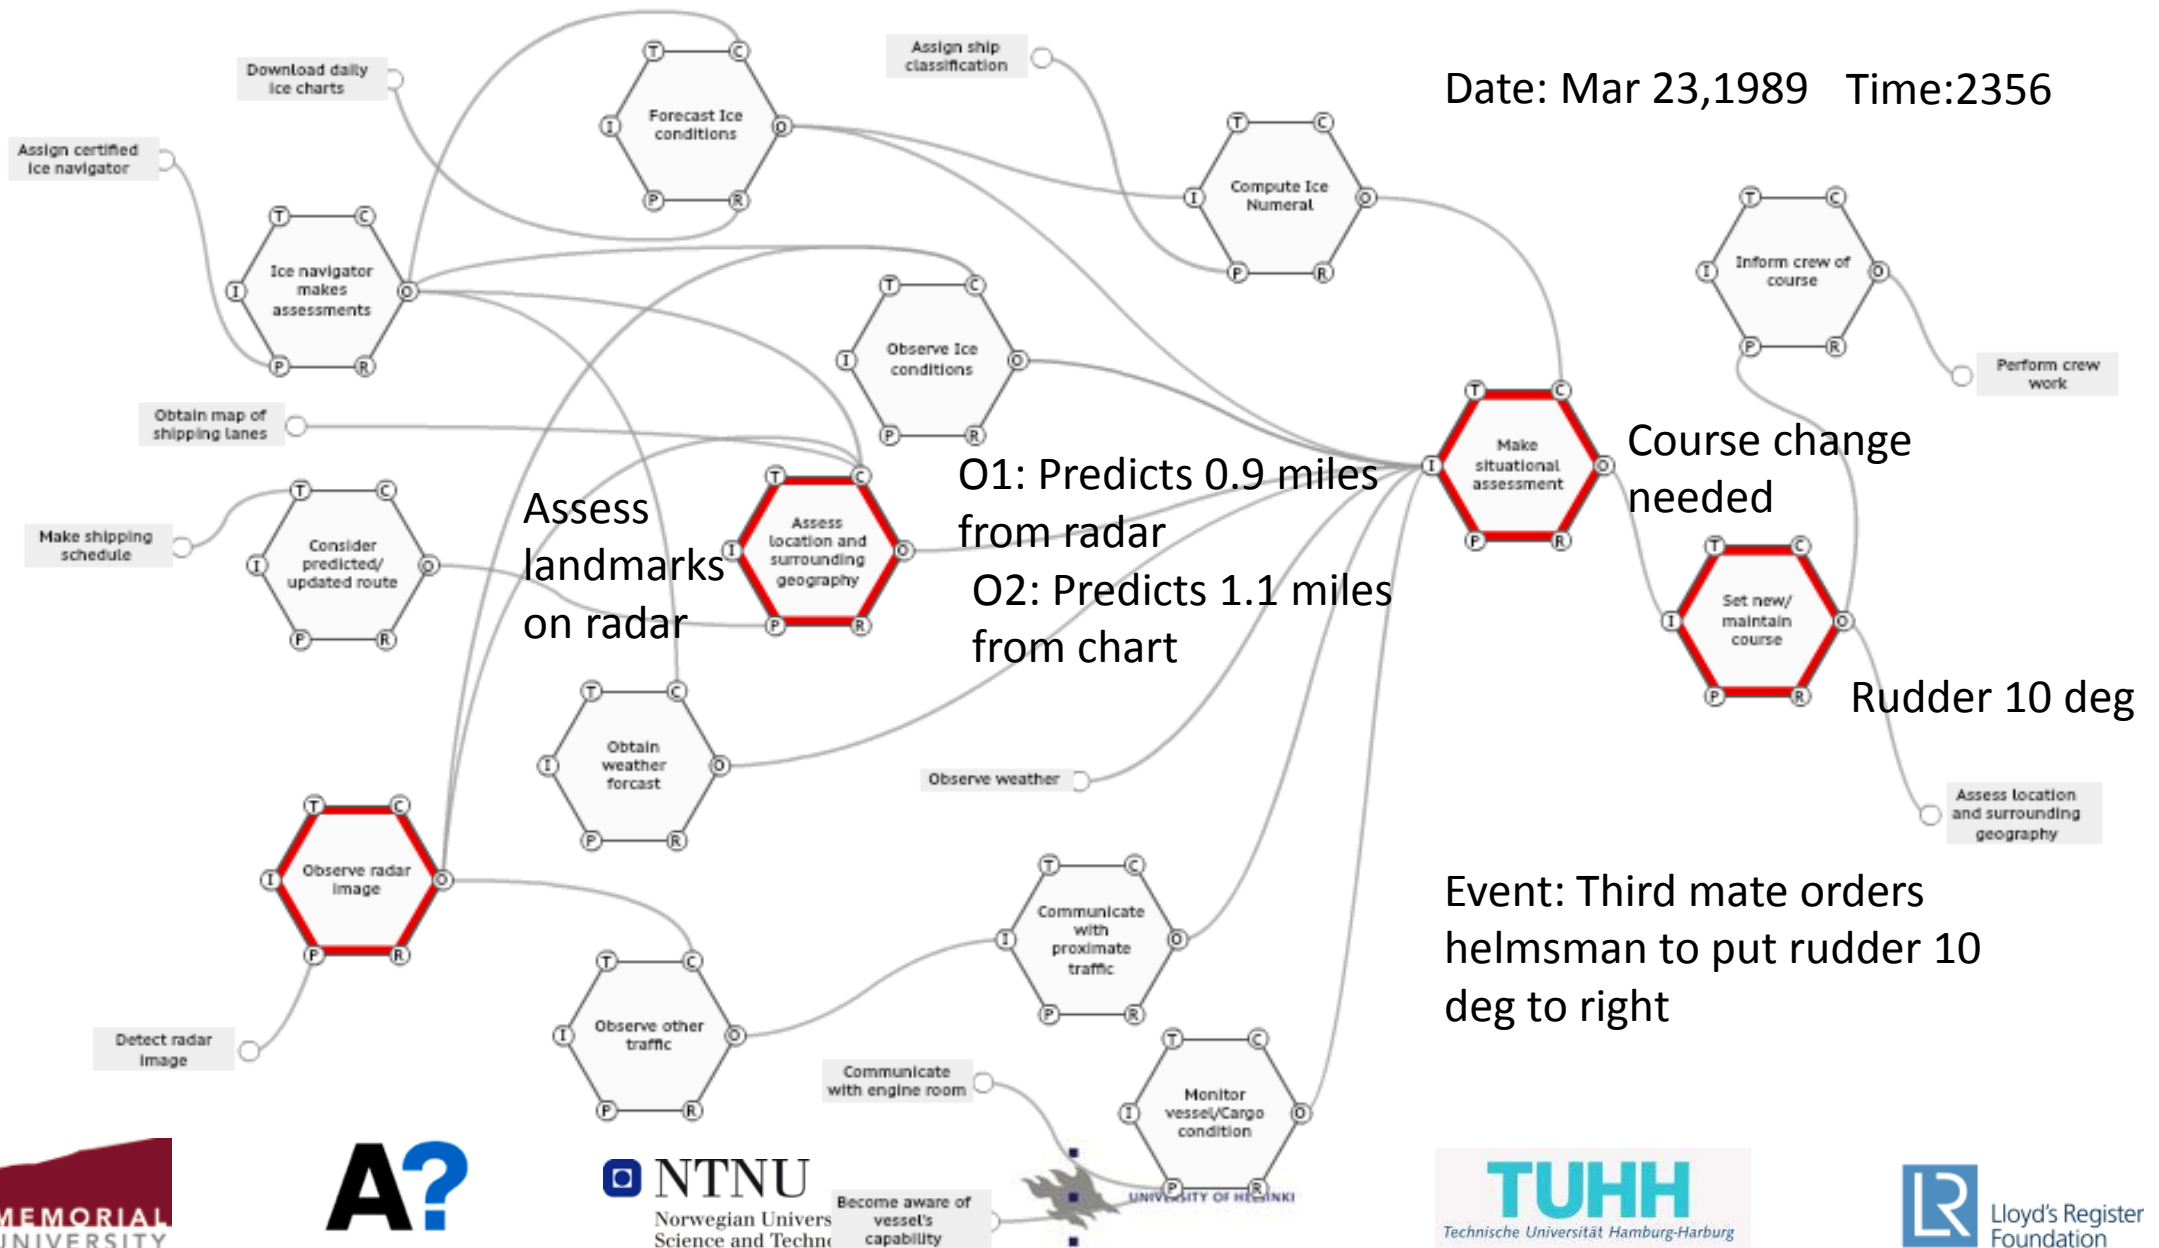 Date: Mar 23,1989 Time:2356
Assign ship
classification
Download daily
ice charts
Forecast Ice
conditions
T
C
I
O
P
R
Assign certified
ice navigator
Compute Ice
Numeral
T
C
I
O
P
R
Ice navigator
makes
assessments
T
C
I
O
P
R
Inform crew of
course
T
C
I
O
P
R
Observe Ice
conditions
T
C
I
O
P
R
Perform crew
work
Obtain map of
shipping lanes
Make
situational
assessment
T
C
I
O
P
R
Course change
needed
Make shipping
schedule
Consider
predicted/
updated route
T
C
I
O
P
R
Assess
landmarks
on radar
Assess
location and
surrounding
geography
T
C
I
O
P
R
O1: Predicts 0.9 miles
from radar
O2: Predicts 1.1 miles
from chart
Set new/
maintain
course
T
C
I
O
P
R
Rudder 10 deg
Obtain
weather
forcast
T
C
I
O
P
R
Observe weather
Assess location
and surrounding
geography
Observe radar
image
T
C
I
O
P
R
Communicate
with
proximate
traffic
T
C
I
O
P
R
Event: Third mate orders
helmsman to put rudder 10
deg to right
Detect radar
image
Observe other
traffic
T
C
I
O
P
R
Communicate
with engine room
Monitor
vessel/Cargo
condition
T
C
I
O
P
R
Become aware of
vessel's
capability
MEMORIAL
UNIVERSITY
A?
NTNU
Norwegian Univers
Science and Techno
UNIVERSITY OF HELSINKI
TUHH
Technische Universität Hamburg-Harburg
LR
Lloyd's Register
Foundation